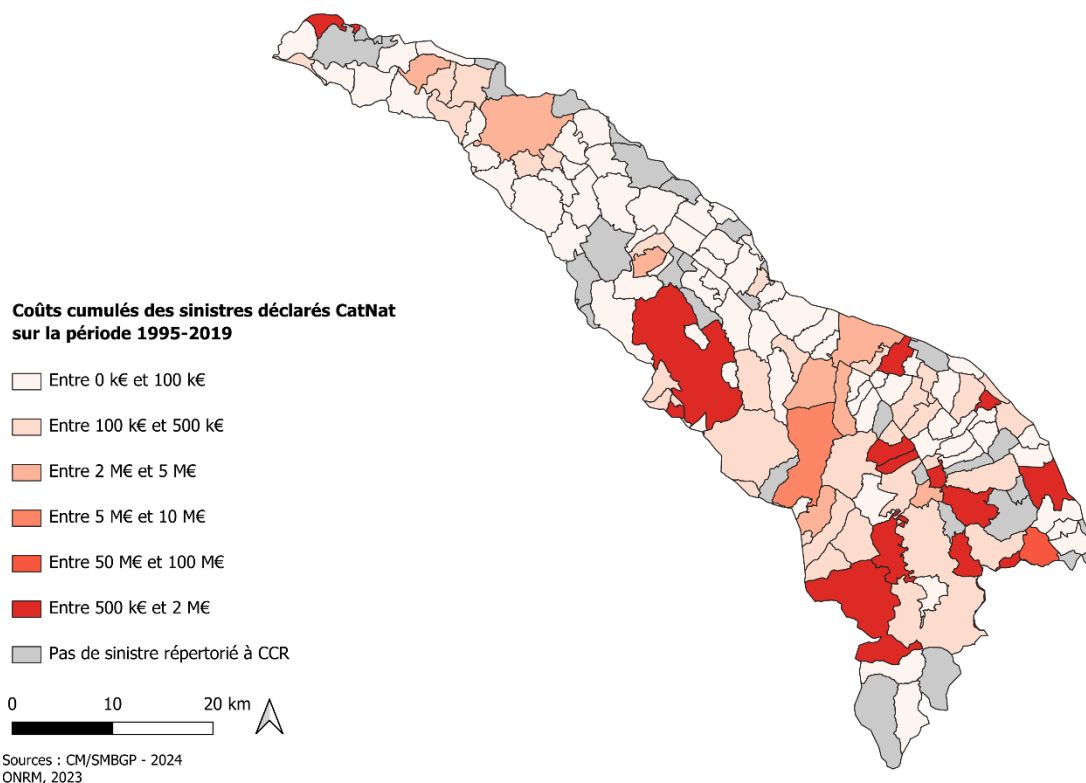 Coûts cumulés des sinistres déclarés CatNat
sur la période 1995-2019
Entre 0 k€ et 100 k€
Entre 100 k€ et 500 k€
Entre 2 M€ et 5 M€
Entre 5 M€ et 10 M€
Entre 50 M€ et 100 M€
Entre 500 k€ et 2 M€
Pas de sinistre répertorié à CCR
0 10 20 km
Sources : CM/SMBGP - 2024
ONRM, 2023